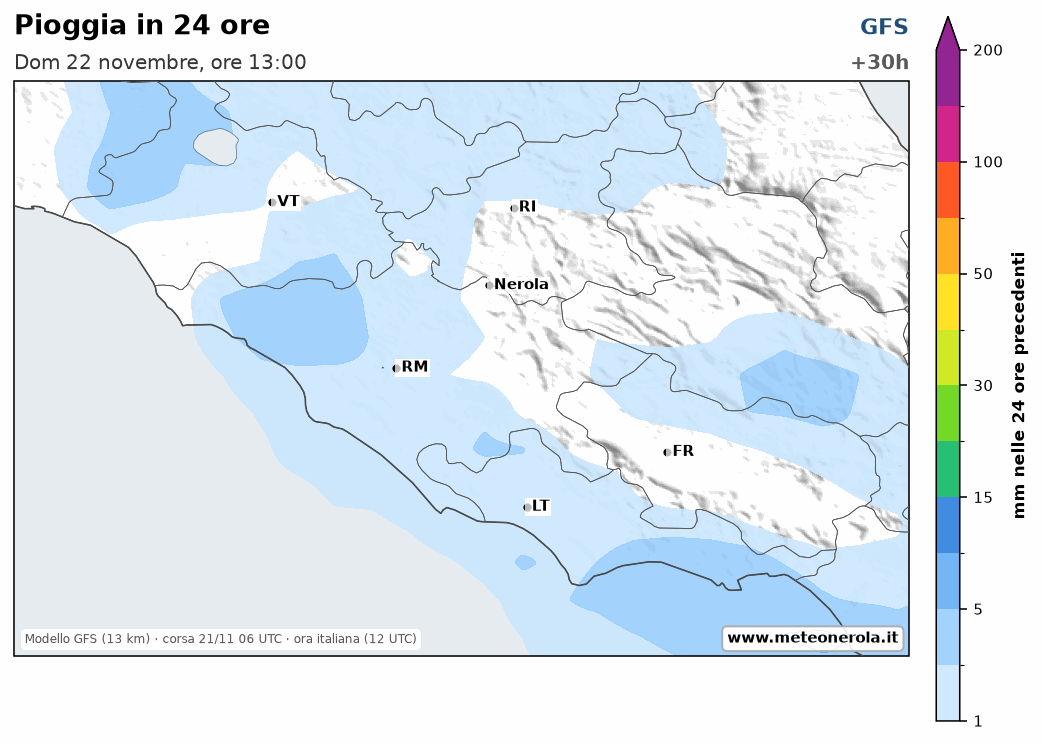 Pioggia in 24 ore
GFS
Dom 22 novembre, ore 13:00
+30h
VT
RI
Nerola
RM
FR
LT
Modello GFS (13 km) · corsa 21/11 06 UTC · ora italiana (12 UTC)
www.meteonerola.it
200
100
50
30
15
5
1
mm nelle 24 ore precedenti